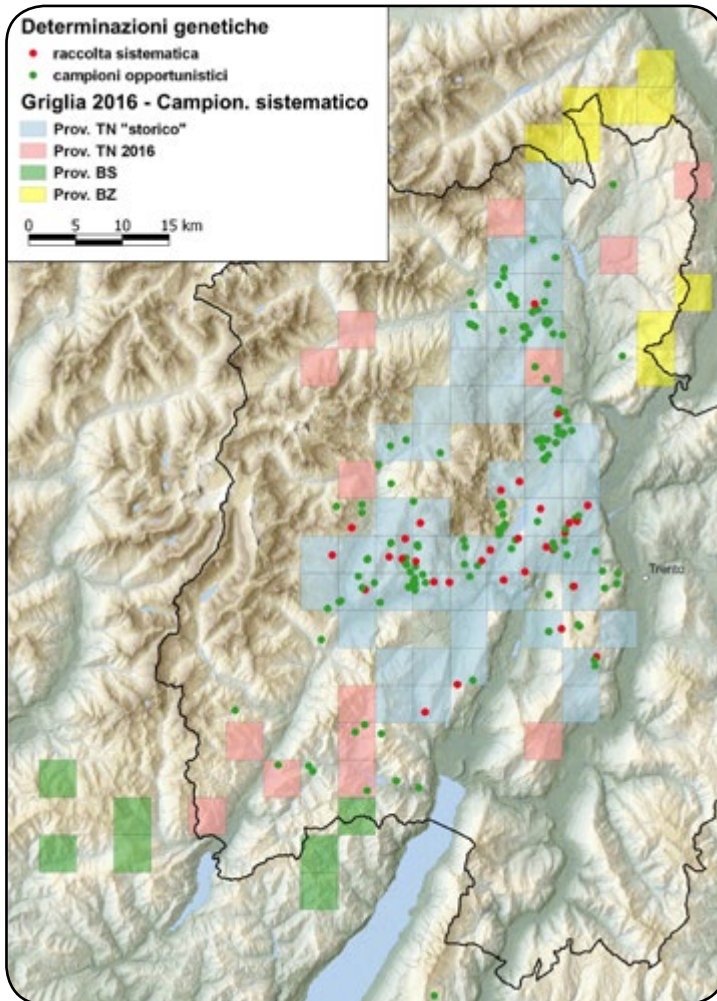 Determinazioni genetiche
raccolta sistematica
campioni opportunistici
Griglia 2016 - Campion. sistematico
Prov. TN "storico"
Prov. TN 2016
Prov. BS
Prov. BZ
0 5 10 15 km
Trento